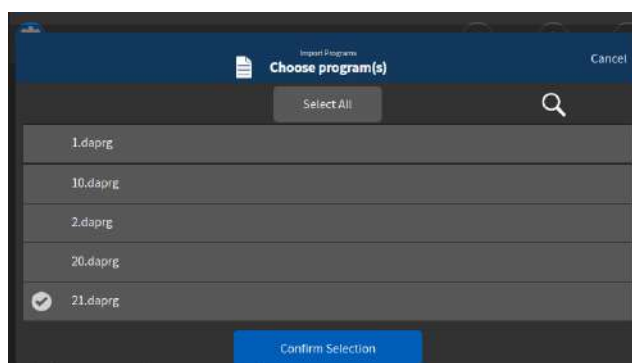 Import Programs
Choose program(s)
Cancel
Select All
1.daprg
10.daprg
2.daprg
20.daprg
21.daprg
Confirm Selection